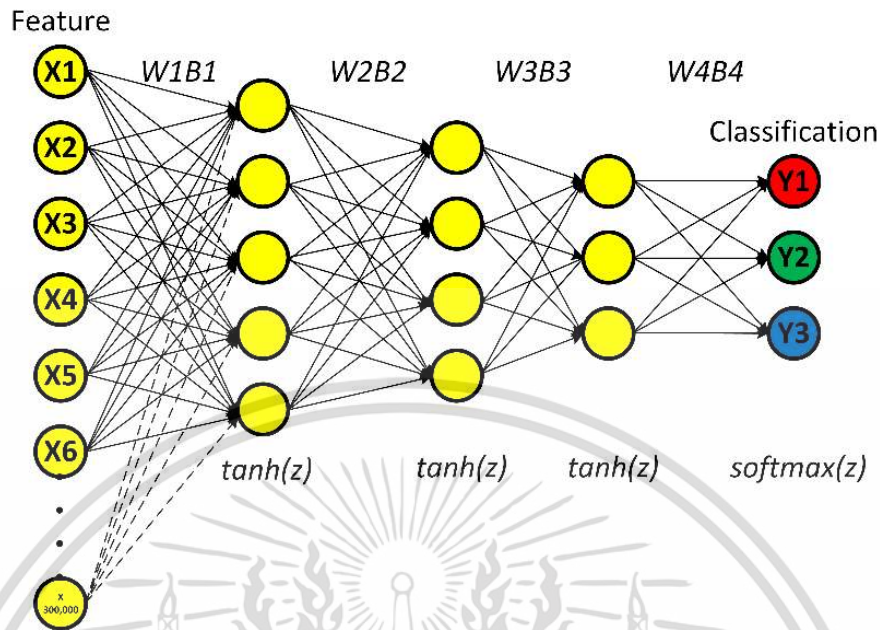 Feature
W1B1
W2B2
W3B3
W4B4
Classification
X1
X2
X3
X4
X5
X6
X
300,000
Y1
Y2
Y3
tanh(z)
tanh(z)
tanh(z)
softmax(z)